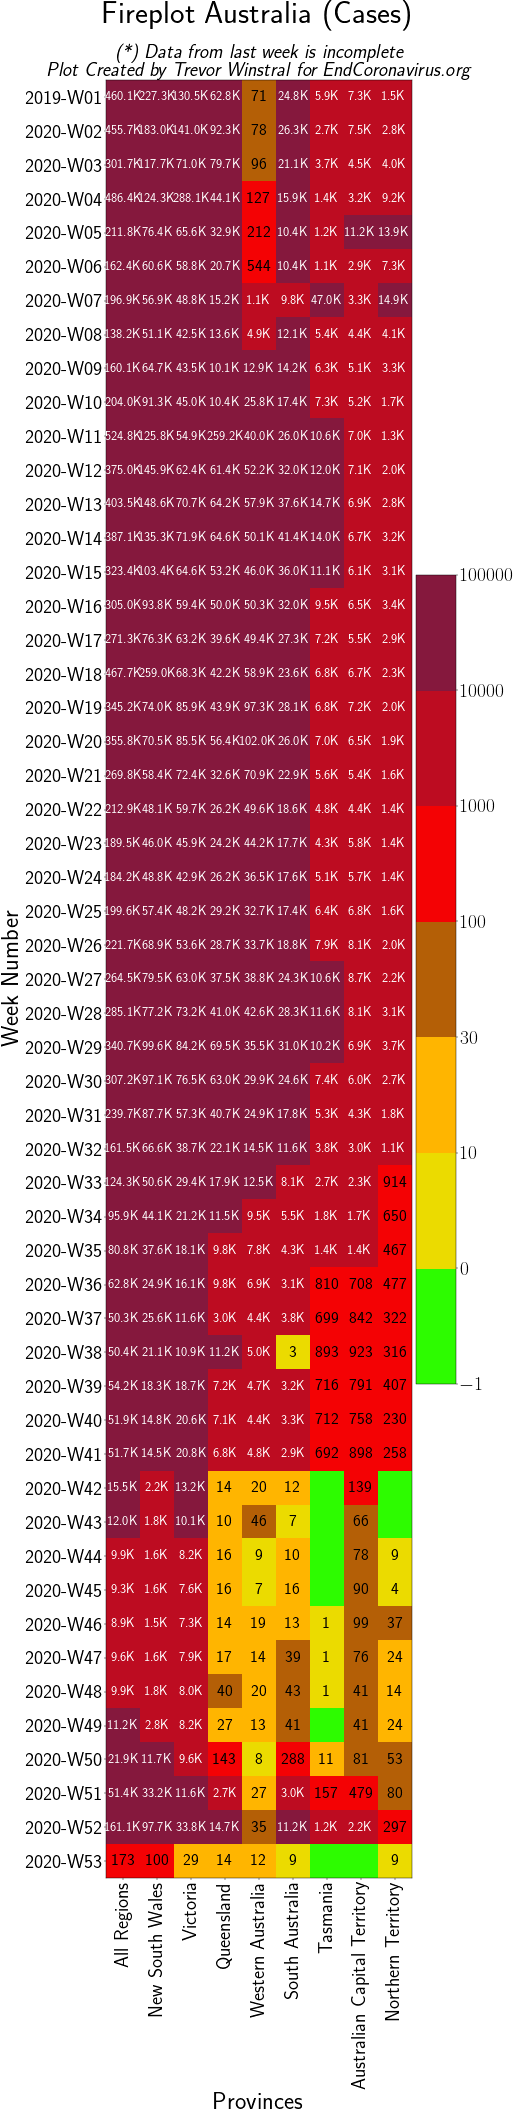 Fireplot Australia (Cases)
(*) Data from last week is incomplete
Plot Created by Trevor Winstral for EndCoronavirus.org
2019-W01 460.1K 227.3K 130.5K 62.8K 71 24.8K 5.9K 7.3K 1.5K
2020-W02 455.7K 183.0K 141.0K 92.3K 78 26.3K 2.7K 7.5K 2.8K
2020-W03 301.7K 117.7K 71.0K 79.7K 96 21.1K 3.7K 4.5K 4.0K
2020-W04 486.4K 124.3K 288.1K 44.1K 127 15.9K 1.4K 3.2K 9.2K
2020-W05 211.8K 76.4K 65.6K 32.9K 212 10.4K 1.2K 11.2K 13.9K
2020-W06 162.4K 60.6K 58.8K 20.7K 544 10.4K 1.1K 2.9K 7.3K
2020-W07 196.9K 56.9K 48.8K 15.2K 1.1K 9.8K 47.0K 3.3K 14.9K
2020-W08 138.2K 51.1K 42.5K 13.6K 4.9K 12.1K 5.4K 4.4K 4.1K
2020-W09 160.1K 64.7K 43.5K 10.1K 12.9K 14.2K 6.3K 5.1K 3.3K
2020-W10 204.0K 91.3K 45.0K 10.4K 25.8K 17.4K 7.3K 5.2K 1.7K
2020-W11 524.8K 125.8K 54.9K 259.2K 40.0K 26.0K 10.6K 7.0K 1.3K
2020-W12 375.0K 145.9K 62.4K 61.4K 52.2K 32.0K 12.0K 7.1K 2.0K
2020-W13 403.5K 148.6K 70.7K 64.2K 57.9K 37.6K 14.7K 6.9K 2.8K
2020-W14 387.1K 135.3K 71.9K 64.6K 50.1K 41.4K 14.0K 6.7K 3.2K
2020-W15 323.4K 103.4K 64.6K 53.2K 46.0K 36.0K 11.1K 6.1K 3.1K
100000
2020-W16 305.0K 93.8K 59.4K 50.0K 50.3K 32.0K 9.5K 6.5K 3.4K
2020-W17 271.3K 76.3K 63.2K 39.6K 49.4K 27.3K 7.2K 5.5K 2.9K
2020-W18 467.7K 259.0K 68.3K 42.2K 58.9K 23.6K 6.8K 6.7K 2.3K
10000
2020-W19 345.2K 74.0K 85.9K 43.9K 97.3K 28.1K 6.8K 7.2K 2.0K
2020-W20 355.8K 70.5K 85.5K 56.4K 102.0K 26.0K 7.0K 6.5K 1.9K
2020-W21 269.8K 58.4K 72.4K 32.6K 70.9K 22.9K 5.6K 5.4K 1.6K
2020-W22 212.9K 48.1K 59.7K 26.2K 49.6K 18.6K 4.8K 4.4K 1.4K
1000
2020-W23 189.5K 46.0K 45.9K 24.2K 44.2K 17.7K 4.3K 5.8K 1.4K
2020-W24 184.2K 48.8K 42.9K 26.2K 36.5K 17.6K 5.1K 5.7K 1.4K
2020-W25 199.6K 57.4K 48.2K 29.2K 32.7K 17.4K 6.4K 6.8K 1.6K
100
2020-W26 221.7K 68.9K 53.6K 28.7K 33.7K 18.8K 7.9K 8.1K 2.0K
2020-W27 264.5K 79.5K 63.0K 37.5K 38.8K 24.3K 10.6K 8.7K 2.2K
2020-W28 285.1K 77.2K 73.2K 41.0K 42.6K 28.3K 11.6K 8.1K 3.1K
30
2020-W29 340.7K 99.6K 84.2K 69.5K 35.5K 31.0K 10.2K 6.9K 3.7K
2020-W30 307.2K 97.1K 76.5K 63.0K 29.9K 24.6K 7.4K 6.0K 2.7K
2020-W31 239.7K 87.7K 57.3K 40.7K 24.9K 17.8K 5.3K 4.3K 1.8K
2020-W32 161.5K 66.6K 38.7K 22.1K 14.5K 11.6K 3.8K 3.0K 1.1K
10
2020-W33 124.3K 50.6K 29.4K 17.9K 12.5K 8.1K 2.7K 2.3K 914
2020-W34 95.9K 44.1K 21.2K 11.5K 9.5K 5.5K 1.8K 1.7K 650
2020-W35 80.8K 37.6K 18.1K 9.8K 7.8K 4.3K 1.4K 1.4K 467
0
2020-W36 62.8K 24.9K 16.1K 9.8K 6.9K 3.1K 810 708 477
2020-W37 50.3K 25.6K 11.6K 3.0K 4.4K 3.8K 699 842 322
2020-W38 50.4K 21.1K 10.9K 11.2K 5.0K 3 893 923 316
−1
2020-W39 54.2K 18.3K 18.7K 7.2K 4.7K 3.2K 716 791 407
2020-W40 51.9K 14.8K 20.6K 7.1K 4.4K 3.3K 712 758 230
2020-W41 51.7K 14.5K 20.8K 6.8K 4.8K 2.9K 692 898 258
2020-W42 15.5K 2.2K 13.2K 14 20 12 139
2020-W43 12.0K 1.8K 10.1K 10 46 7 66
2020-W44 9.9K 1.6K 8.2K 16 9 10 78 9
2020-W45 9.3K 1.6K 7.6K 16 7 16 90 4
2020-W46 8.9K 1.5K 7.3K 14 19 13 1 99 37
2020-W47 9.6K 1.6K 7.9K 17 14 39 1 76 24
2020-W48 9.9K 1.8K 8.0K 40 20 43 1 41 14
2020-W49 11.2K 2.8K 8.2K 27 13 41 41 24
2020-W50 21.9K 11.7K 9.6K 143 8 288 11 81 53
2020-W51 51.4K 33.2K 11.6K 2.7K 27 3.0K 157 479 80
2020-W52 161.1K 97.7K 33.8K 14.7K 35 11.2K 1.2K 2.2K 297
2020-W53 173 100 29 14 12 9 9
Week Number
All Regions
New South Wales
Victoria
Queensland
Western Australia
South Australia
Tasmania
Australian Capital Territory
Northern Territory
Provinces